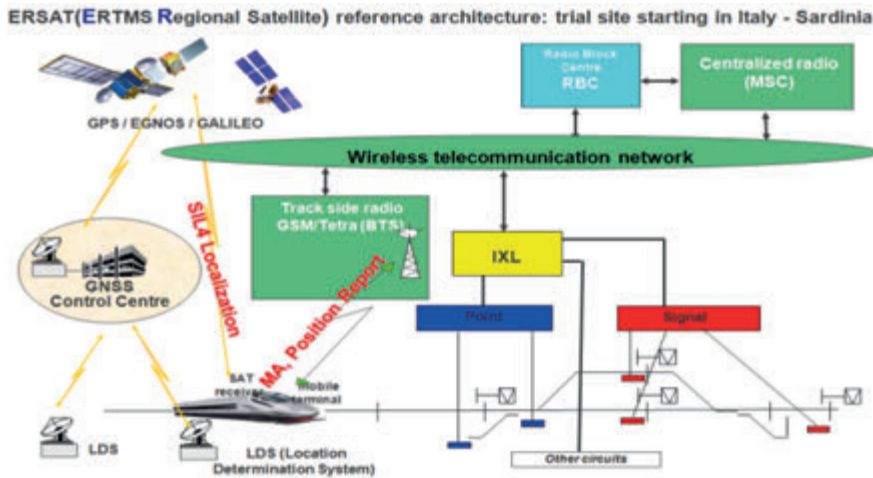 ERSAT(ERTMS Regional Satellite) reference architecture: trial site starting in Italy - Sardinia
GPS / EGNOS / GALILEO
Radio Block
Centre
RBC
Centralized radio
(MSC)
Wireless telecommunication network
Track side radio
GSM/Tetra (BTS)
IXL
SIL4 Localization
GNSS
Control Centre
MA, Position Report
Point
Signal
SAT
receiver
mobile
terminal
LDS
LDS (Location
Determination System)
Other circuits